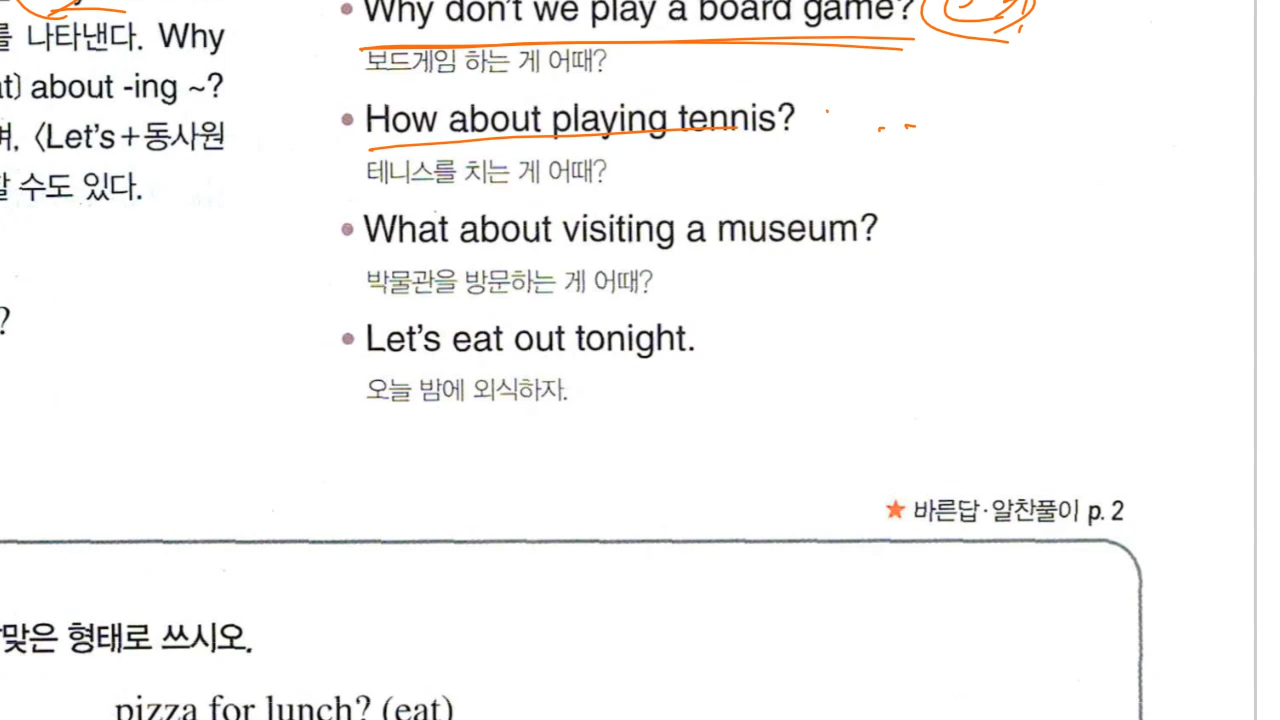 를 나타낸다. Why
about -ing ~?
며, 〈Let's+동사원
수도 있다.
?
Why don't we play a board game?
보드게임 하는 게 어때?
How about playing tennis?
테니스를 치는 게 어때?
What about visiting a museum?
박물관을 방문하는 게 어때?
Let's eat out tonight.
오늘 밤에 외식하자.
★ 바른답·알찬풀이 p. 2
맞은 형태로 쓰시오.
pizza for lunch? (eat)